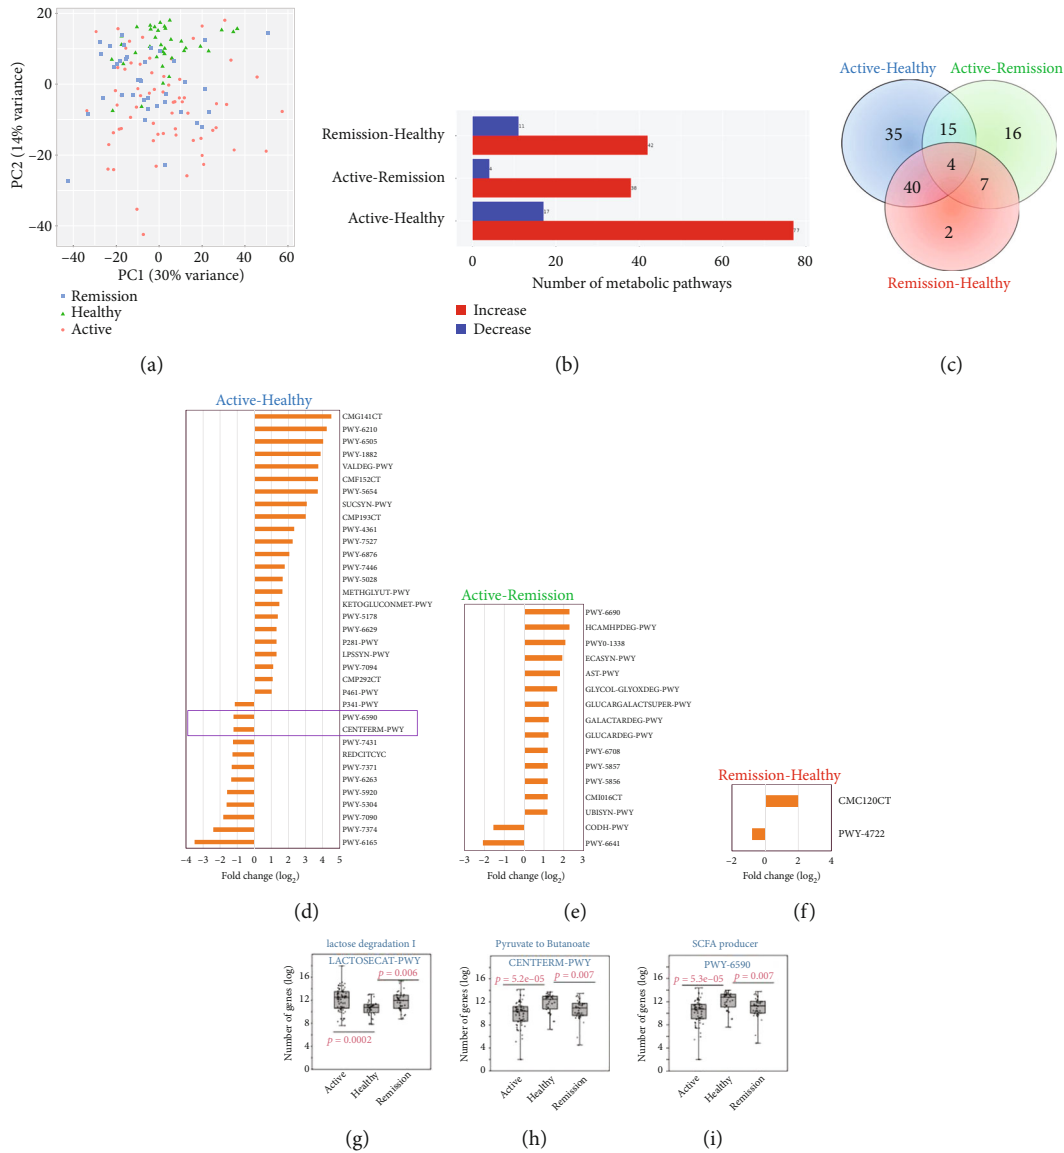 20
0
−20
−40
PC2 (14% variance)
−40
−20
0
20
40
60
PC1 (30% variance)
Remission
Healthy
Active
(a)
Remission-Healthy
Active-Remission
Active-Healthy
11
42
4
38
17
77
0
20
40
60
80
Number of metabolic pathways
Increase
Decrease
(b)
Active-Healthy
Active-Remission
35
15
16
4
40
7
2
Remission-Healthy
(c)
Active-Healthy
CMG141CT
PWY-6210
PWY-6505
PWY-1882
VALDEG-PWY
CMF152CT
PWY-5654
SUCSYN-PWY
CMP193CT
PWY-4361
PWY-7527
PWY-6876
PWY-7446
PWY-5028
METHGLYUT-PWY
KETOGLUCONMET-PWY
PWY-5178
PWY-6629
P281-PWY
LPSSYN-PWY
PWY-7094
CMP292CT
P461-PWY
P341-PWY
PWY-6590
CENTFERM-PWY
PWY-7431
REDCITCYC
PWY-7371
PWY-6263
PWY-5920
PWY-5304
PWY-7090
PWY-7374
PWY-6165
−4 −3 −2 −1 0 1 2 3 4 5
Fold change (log2)
(d)
Active-Remission
PWY-6690
HCAMHPDEG-PWY
PWY0-1338
ECASYN-PWY
AST-PWY
GLYCOL-GLYOXDEG-PWY
GLUCARGALACTSUPER-PWY
GALACTARDEG-PWY
GLUCARDEG-PWY
PWY-6708
PWY-5857
PWY-5856
CMI016CT
UBISYN-PWY
CODH-PWY
PWY-6641
−3 −2 −1 0 1 2 3
Fold change (log2)
(e)
Remission-Healthy
CMC120CT
PWY-4722
−2 0 2 4
Fold change (log2)
(f)
lactose degradation I
LACTOSECAT-PWY
p = 0.006
p = 0.0002
16
12
8
4
0
Number of genes (log)
Active
Healthy
Remission
(g)
Pyruvate to Butanoate
CENTFERM-PWY
p = 5.2e−05
p = 0.007
16
12
8
4
0
Number of genes (log)
Active
Healthy
Remission
(h)
SCFA producer
PWY-6590
p = 5.3e−05
p = 0.007
16
12
8
4
0
Number of genes (log)
Active
Healthy
Remission
(i)